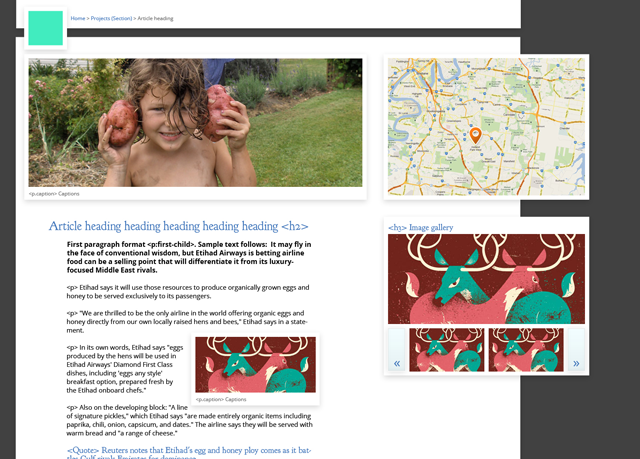 Home > Projects (Section) > Article heading
<p.caption> Captions
Article heading heading heading heading heading <h2>
First paragraph format <p:first-child>. Sample text follows: It may fly in
the face of conventional wisdom, but Etihad Airways is betting airline
food can be a selling point that will differentiate it from its luxury-
focused Middle East rivals.
<p> Etihad says it will use those resources to produce organically grown eggs and
honey to be served exclusively to its passengers.
<p> "We are thrilled to be the only airline in the world offering organic eggs and
honey directly from our own locally raised hens and bees," Etihad says in a state-
ment.
<p> In its own words, Etihad says "eggs
produced by the hens will be used in
Etihad Airways' Diamond First Class
dishes, including 'eggs any style'
breakfast option, prepared fresh by
the Etihad onboard chefs."
<p.caption> Captions
<p> Also on the developing block: "A line
of signature pickles," which Etihad says "are made entirely organic items including
paprika, chili, onion, capsicum, and dates." The airline says they will be served with
warm bread and "a range of cheese."
<Quote> Reuters notes that Etihad's egg and honey ploy comes as it bat-
tles Gulf rivals Emirates for dominance
<h3> Image gallery
«
»